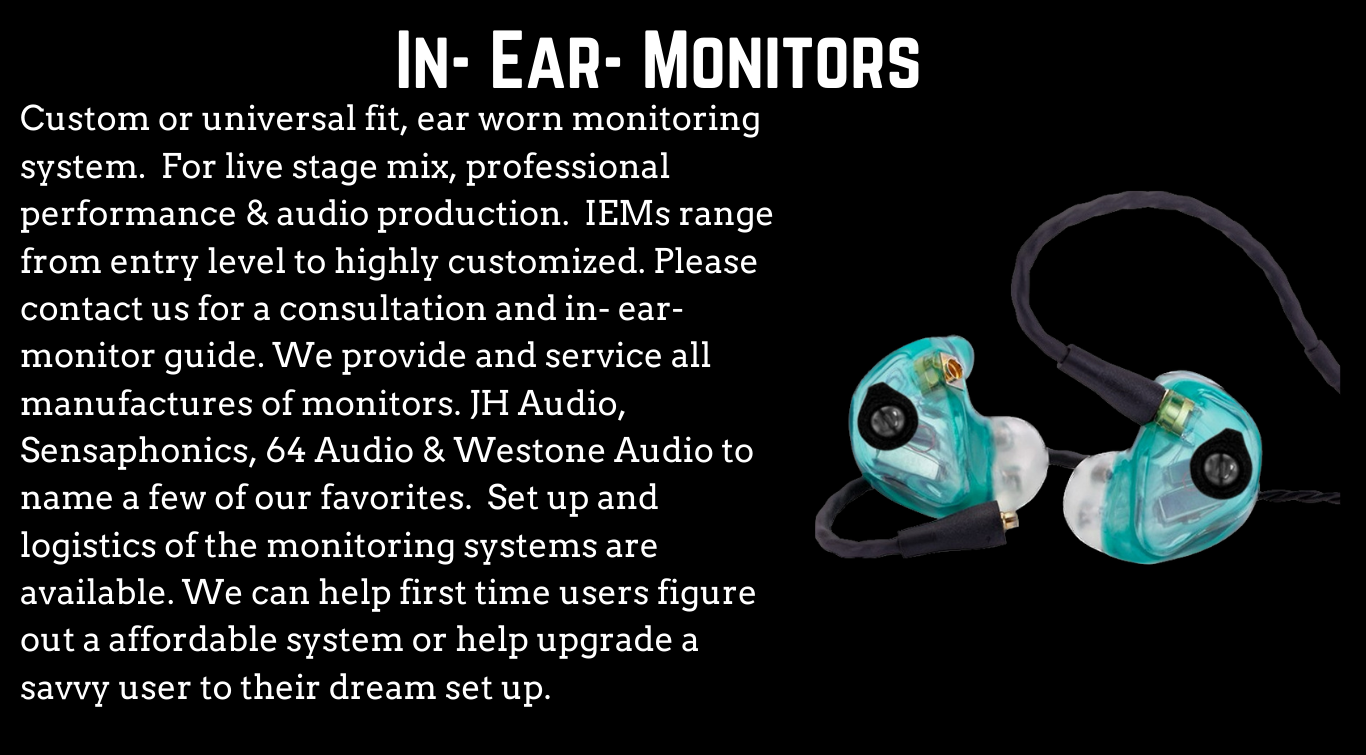 In- Ear- Monitors
Custom or universal fit, ear worn monitoring
system.  For live stage mix, professional
performance & audio production.  IEMs range
from entry level to highly customized. Please
contact us for a consultation and in- ear-
monitor guide. We provide and service all
manufactures of monitors. JH Audio,
Sensaphonics, 64 Audio & Westone Audio to
name a few of our favorites.  Set up and
logistics of the monitoring systems are
available. We can help first time users figure
out a affordable system or help upgrade a
savvy user to their dream set up.